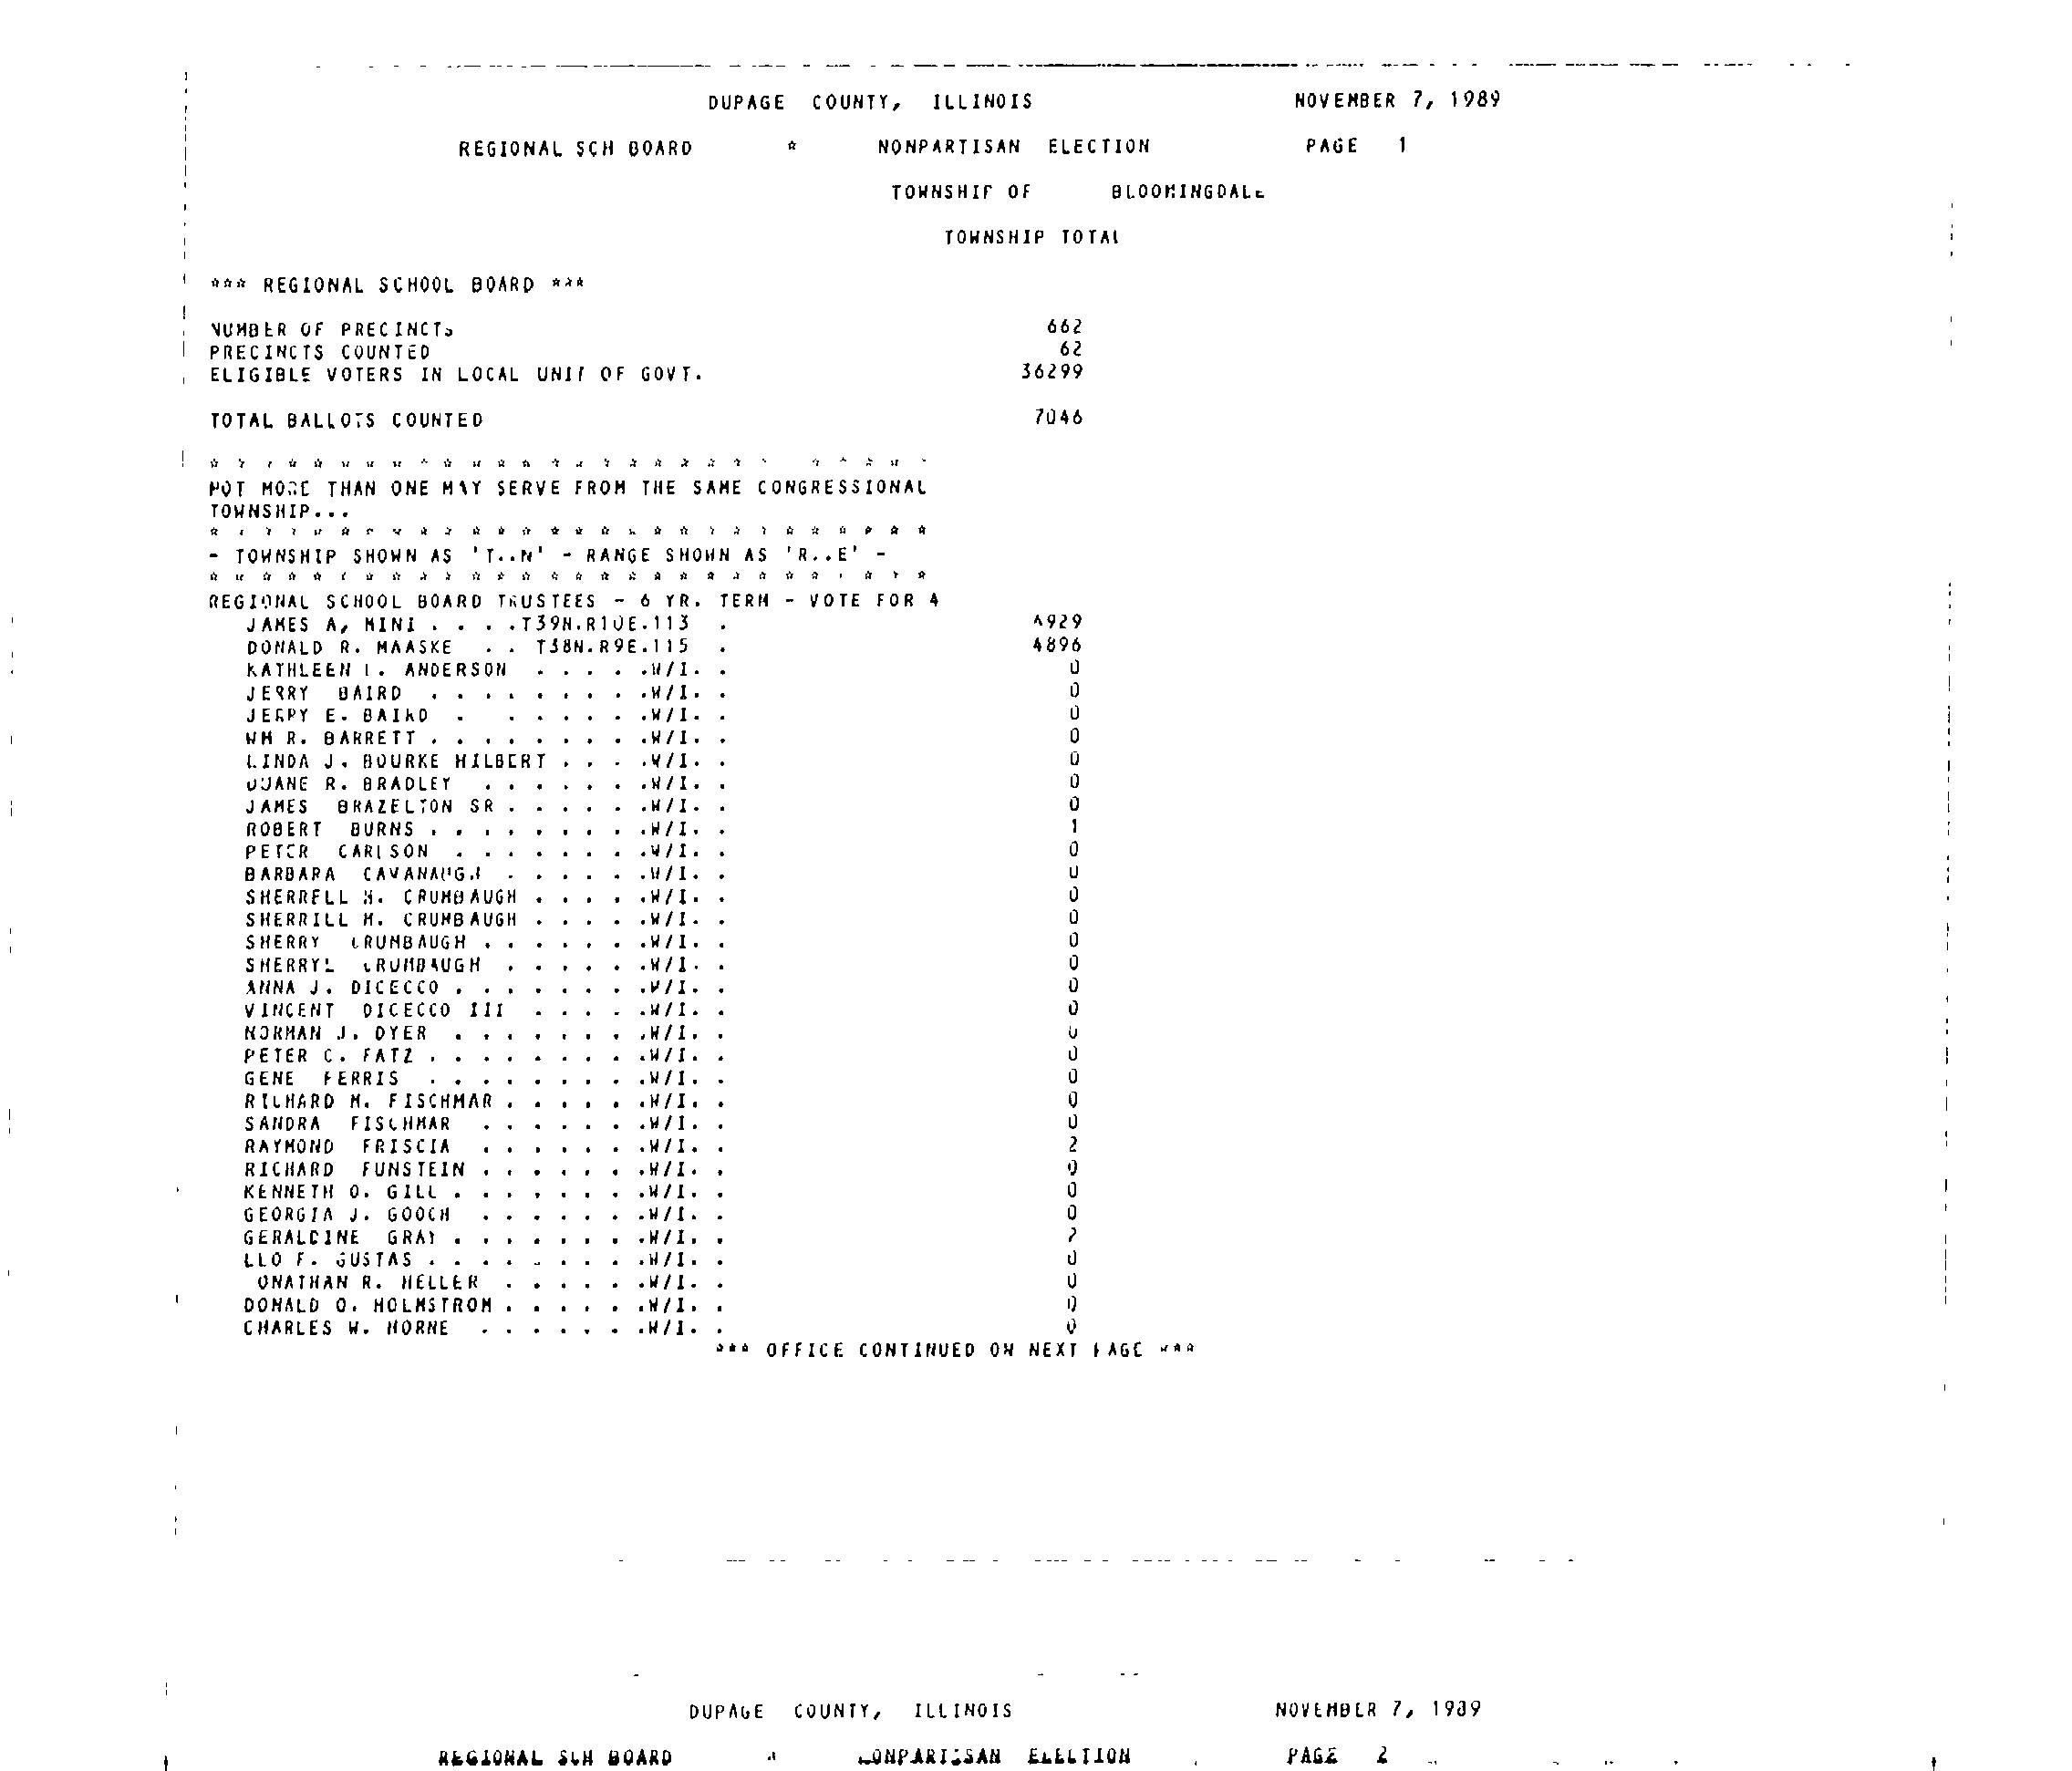 DUPAGE COUNTY, ILLINOIS NOVEMBER 7, 1989
REGIONAL SCH BOARD * NONPARTISAN ELECTION PAGE 1
TOWNSHIP OF BLOOMINGDALE
TOWNSHIP TOTAL
*** REGIONAL SCHOOL BOARD ***
NUMBER OF PRECINCTS 662
PRECINCTS COUNTED 62
ELIGIBLE VOTERS IN LOCAL UNIT OF GOVT. 36299
TOTAL BALLOTS COUNTED 7046
NOT MORE THAN ONE MAY SERVE FROM THE SAME CONGRESSIONAL
TOWNSHIP...
- TOWNSHIP SHOWN AS 'T..N' - RANGE SHOWN AS 'R..E' -
REGIONAL SCHOOL BOARD TRUSTEES - 6 YR. TERM - VOTE FOR 4
JAMES A, MINI . . . .T39N.R10E.113 . 4929
DONALD R. MAASKE . . T38N.R9E.115 . 4896
KATHLEEN L. ANDERSON . . . . .W/I. . 0
JERRY BAIRD . . . . . . . . .W/I. . 0
JERRY E. BAIRD . . . . . . .W/I. . 0
WM R. BARRETT . . . . . . . . .W/I. . 0
LINDA J. BOURKE HILBERT . . . .W/I. . 0
DUANE R. BRADLEY . . . . . . .W/I. . 0
JAMES BRAZELTON SR . . . . . .W/I. . 0
ROBERT BURNS . . . . . . . . .W/I. . 1
PETER CARLSON . . . . . . . .W/I. . 0
BARBARA CAVANAUGH . . . . . .W/I. . 0
SHERRELL M. CRUMBAUGH . . . . .W/I. . 0
SHERRILL M. CRUMBAUGH . . . . .W/I. . 0
SHERRY CRUMBAUGH . . . . . . .W/I. . 0
SHERRYL CRUMBAUGH . . . . . .W/I. . 0
ANNA J. DICECCO . . . . . . . .W/I. . 0
VINCENT DICECCO III . . . . .W/I. . 0
NORMAN J. DYER . . . . . . . .W/I. . 0
PETER C. FATZ . . . . . . . . .W/I. . 0
GENE FERRIS . . . . . . . . .W/I. . 0
RICHARD M. FISCHMAR . . . . . .W/I. . 0
SANDRA FISCHMAR . . . . . . .W/I. . 0
RAYMOND FRISCIA . . . . . . .W/I. . 2
RICHARD FUNSTEIN . . . . . . .W/I. . 0
KENNETH O. GILL . . . . . . . .W/I. . 0
GEORGIA J. GOOCH . . . . . . .W/I. . 0
GERALDINE GRAY . . . . . . . .W/I. . 2
LEO F. GUSTAS . . . . . . . . .W/I. . 0
ONATHAN R. HELLER . . . . . .W/I. . 0
DONALD O. HOLMSTROM . . . . . .W/I. . 0
CHARLES W. HORNE . . . . . . .W/I. . 0
*** OFFICE CONTINUED ON NEXT PAGE ***
DUPAGE COUNTY, ILLINOIS NOVEMBER 7, 1989
REGIONAL SCH BOARD * NONPARTISAN ELECTION PAGE 2